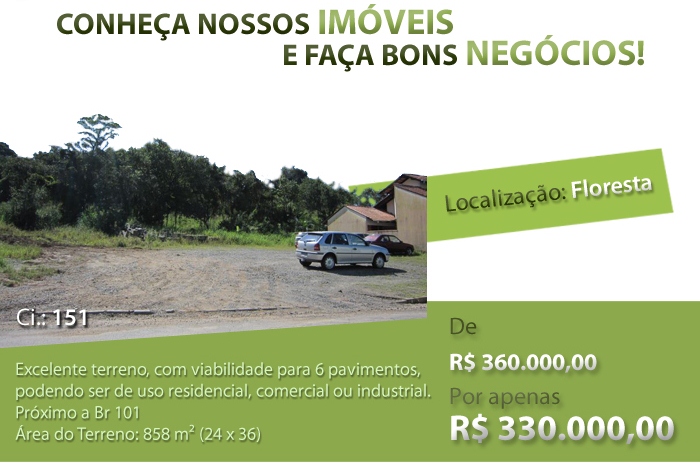 CONHEÇA NOSSOS IMÓVEIS
E FAÇA BONS NEGÓCIOS!
Localização: Floresta
Ci.: 151
Excelente terreno, com viabilidade para 6 pavimentos,
podendo ser de uso residencial, comercial ou industrial.
Próximo a Br 101
Área do Terreno: 858 m² (24 x 36)
De
R$ 360.000,00
Por apenas
R$ 330.000,00